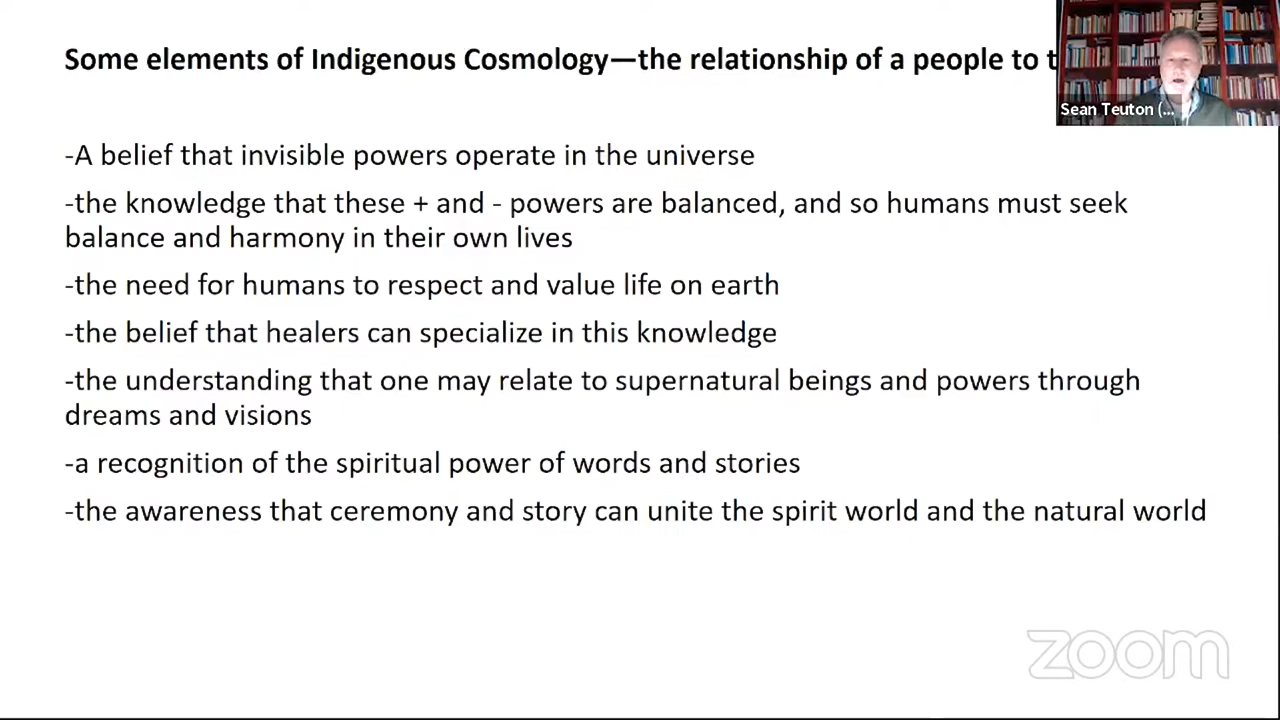 Some elements of Indigenous Cosmology—the relationship of a people to
Sean Teuton (...
-A belief that invisible powers operate in the universe
-the knowledge that these + and - powers are balanced, and so humans must seek
balance and harmony in their own lives
-the need for humans to respect and value life on earth
-the belief that healers can specialize in this knowledge
-the understanding that one may relate to supernatural beings and powers through
dreams and visions
-a recognition of the spiritual power of words and stories
-the awareness that ceremony and story can unite the spirit world and the natural world
zoom